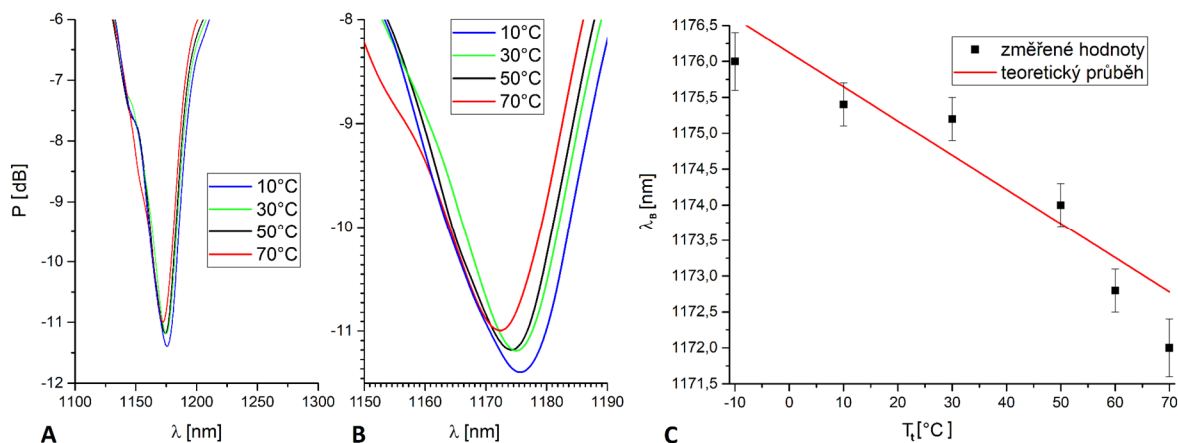 -6
-7
-8
-9
-10
-11
-12
P [dB]
10°C
30°C
50°C
70°C
1100
1150
1200
1250
1300
A
λ [nm]
-8
-9
-10
-11
10°C
30°C
50°C
70°C
1150
1160
1170
1180
1190
B
λ [nm]
1176,5
1176,0
1175,5
1175,0
1174,5
1174,0
1173,5
1173,0
1172,5
1172,0
1171,5
λB [nm]
změřené hodnoty
teoretický průběh
-10
0
10
20
30
40
50
60
70
C
Tt [°C]